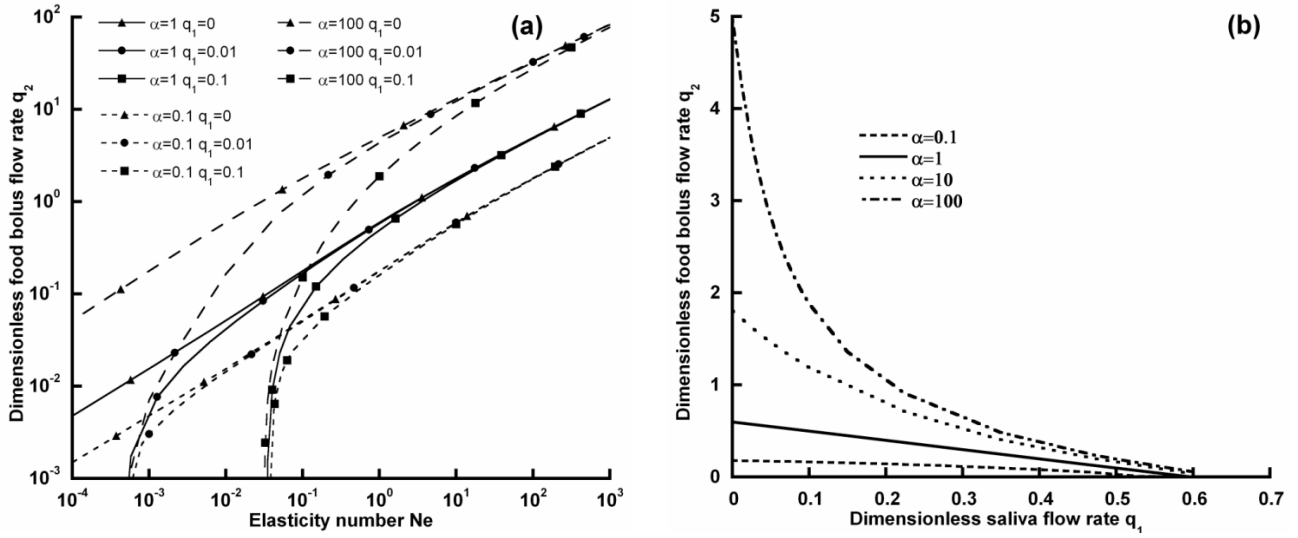 (a)
α=1 q₁=0
α=1 q₁=0.01
α=1 q₁=0.1
α=100 q₁=0
α=100 q₁=0.01
α=100 q₁=0.1
α=0.1 q₁=0
α=0.1 q₁=0.01
α=0.1 q₁=0.1
Dimensionless food bolus flow rate q₂
10²
10¹
10⁰
10⁻¹
10⁻²
10⁻³
10⁻⁴ 10⁻³ 10⁻² 10⁻¹ 10⁰ 10¹ 10² 10³
Elasticity number Ne
(b)
α=0.1
α=1
α=10
α=100
Dimensionless food bolus flow rate q₂
5
4
3
2
1
0
0 0.1 0.2 0.3 0.4 0.5 0.6 0.7
Dimensionless saliva flow rate q₁